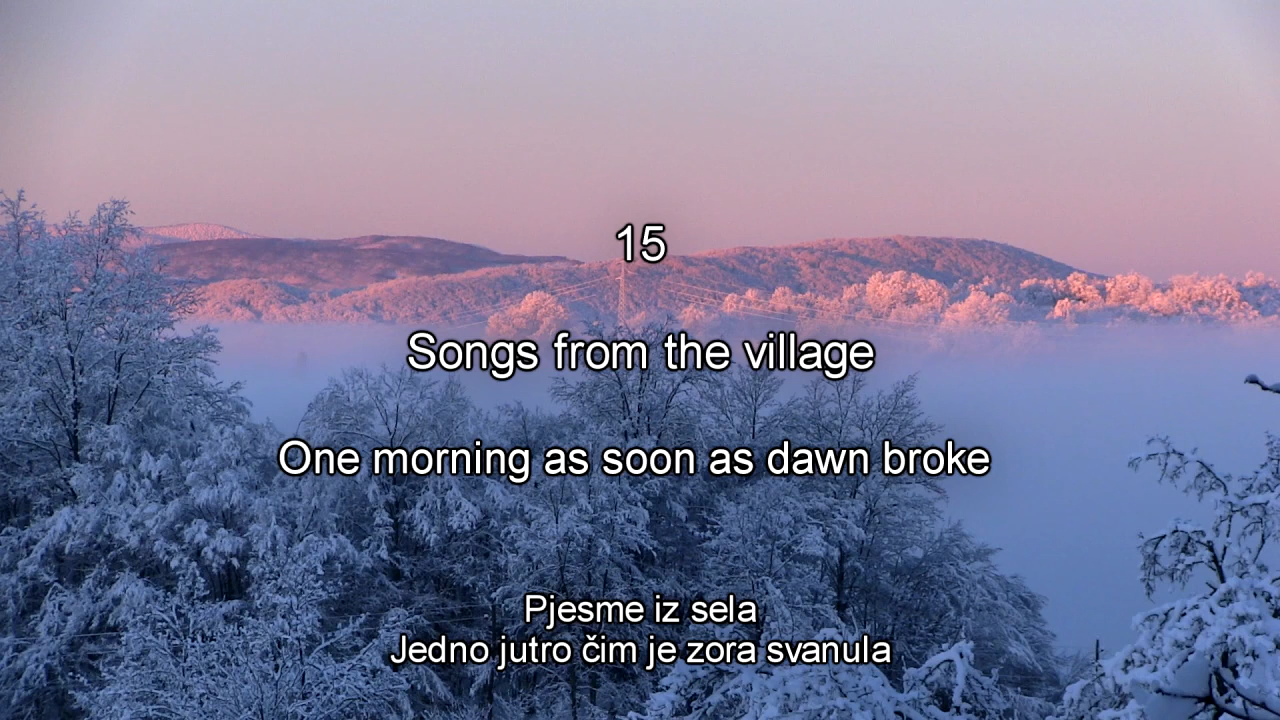 15
Songs from the village
One morning as soon as dawn broke
Pjesme iz sela
Jedno jutro čim je zora svanula